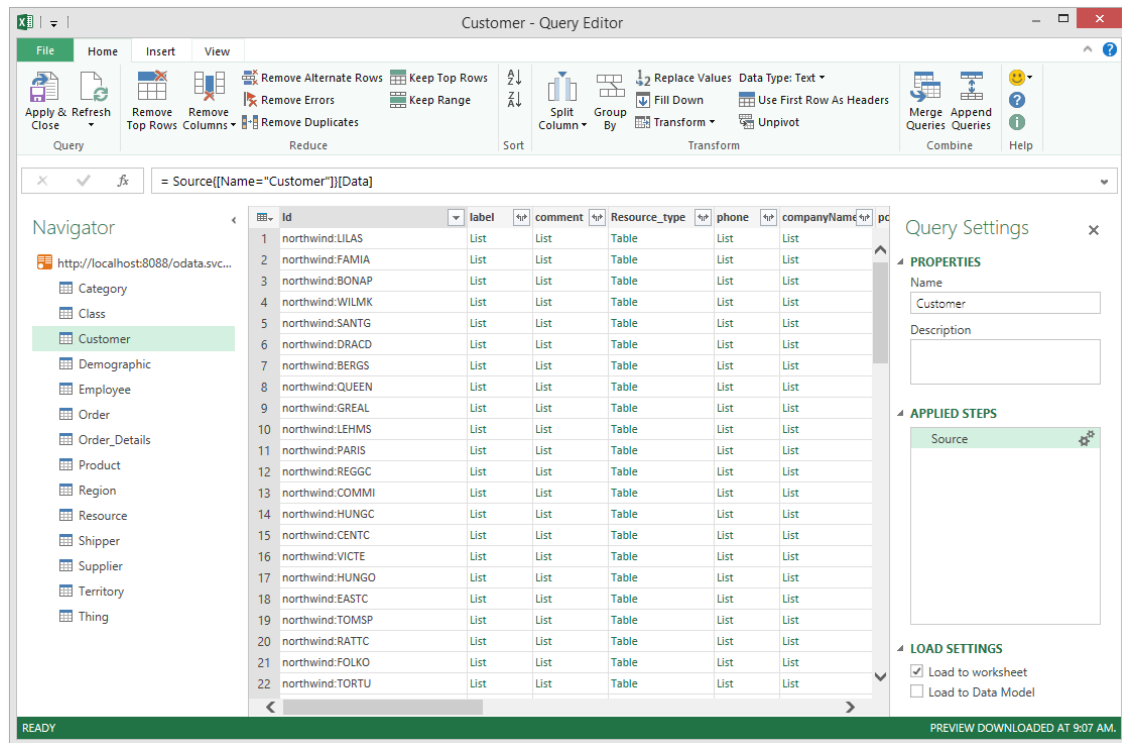 Customer - Query Editor
File Home Insert View
Apply & Close
Refresh
Query
Remove Top Rows
Remove Columns
Remove Alternate Rows
Remove Errors
Remove Duplicates
Keep Top Rows
Keep Range
Reduce
Sort
Split Column
Group By
Replace Values
Fill Down
Transform
Data Type: Text
Use First Row As Headers
Unpivot
Transform
Merge Queries
Append Queries
Combine
Help
fx = Source{[Name="Customer"]}[Data]
Navigator
http://localhost:8088/odata.svc...
Category
Class
Customer
Demographic
Employee
Order
Order_Details
Product
Region
Resource
Shipper
Supplier
Territory
Thing
Id label comment Resource_type phone companyName pc
1 northwind:LILAS List List Table List List
2 northwind:FAMIA List List Table List List
3 northwind:BONAP List List Table List List
4 northwind:WILMK List List Table List List
5 northwind:SANTG List List Table List List
6 northwind:DRACD List List Table List List
7 northwind:BERGS List List Table List List
8 northwind:QUEEN List List Table List List
9 northwind:GREAL List List Table List List
10 northwind:LEHMS List List Table List List
11 northwind:PARIS List List Table List List
12 northwind:REGGC List List Table List List
13 northwind:COMMI List List Table List List
14 northwind:HUNGC List List Table List List
15 northwind:CENTC List List Table List List
16 northwind:VICTE List List Table List List
17 northwind:HUNGO List List Table List List
18 northwind:EASTC List List Table List List
19 northwind:TOMSP List List Table List List
20 northwind:RATTC List List Table List List
21 northwind:FOLKO List List Table List List
22 northwind:TORTU List List Table List List
Query Settings
PROPERTIES
Name
Customer
Description
APPLIED STEPS
Source
LOAD SETTINGS
Load to worksheet
Load to Data Model
READY
PREVIEW DOWNLOADED AT 9:07 AM.